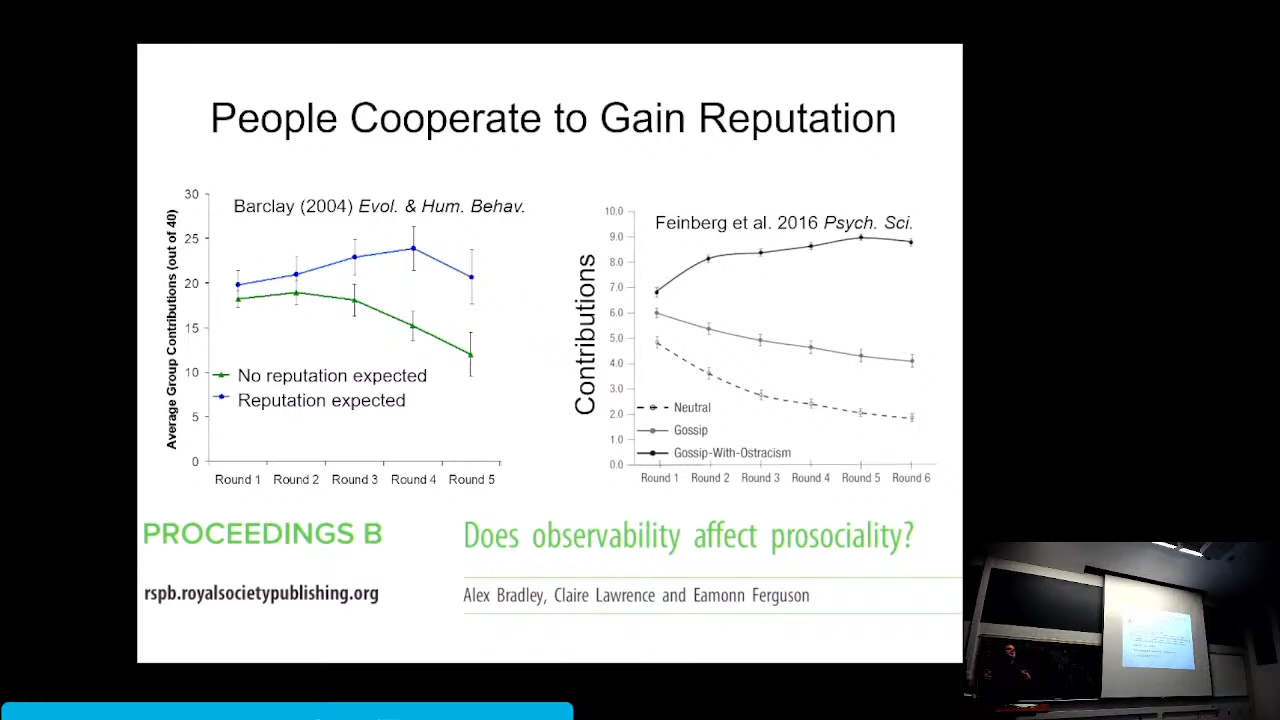 People Cooperate to Gain Reputation
Barclay (2004) Evol. & Hum. Behav.
Average Group Contributions (out of 40)
30
25
20
15
10
5
0
No reputation expected
Reputation expected
Round 1 Round 2 Round 3 Round 4 Round 5
Feinberg et al. 2016 Psych. Sci.
Contributions
10.0
9.0
8.0
7.0
6.0
5.0
4.0
3.0
2.0
1.0
0.0
Neutral
Gossip
Gossip-With-Ostracism
Round 1 Round 2 Round 3 Round 4 Round 5 Round 6
PROCEEDINGS B
rspb.royalsocietypublishing.org
Does observability affect prosociality?
Alex Bradley, Claire Lawrence and Eamonn Ferguson